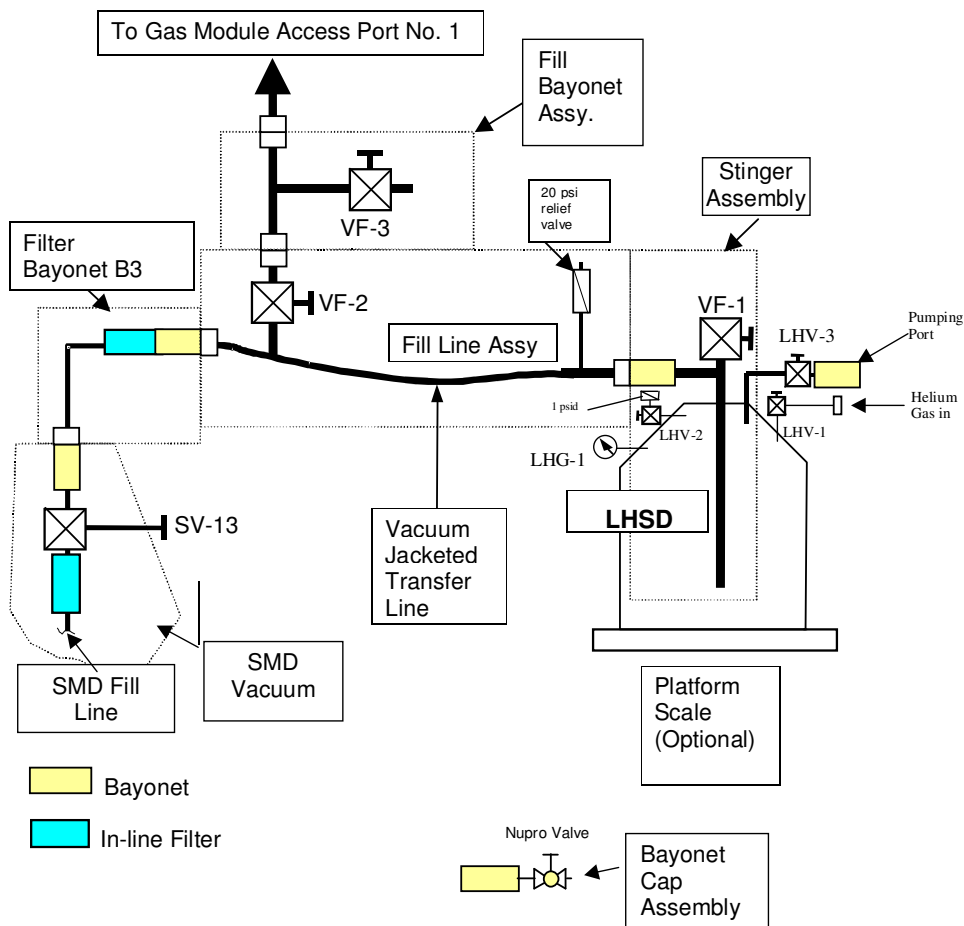 To Gas Module Access Port No. 1
Fill
Bayonet
Assy.
VF-3
20 psi
relief
valve
Stinger
Assembly
Filter
Bayonet B3
VF-2
VF-1
Fill Line Assy
LHV-3
Pumping
Port
1 psid
LHV-2
LHV-1
Helium
Gas in
LHG-1
LHSD
SV-13
Vacuum
Jacketed
Transfer
Line
SMD Fill
Line
SMD
Vacuum
Platform
Scale
(Optional)
Bayonet
In-line Filter
Nupro Valve
Bayonet
Cap
Assembly